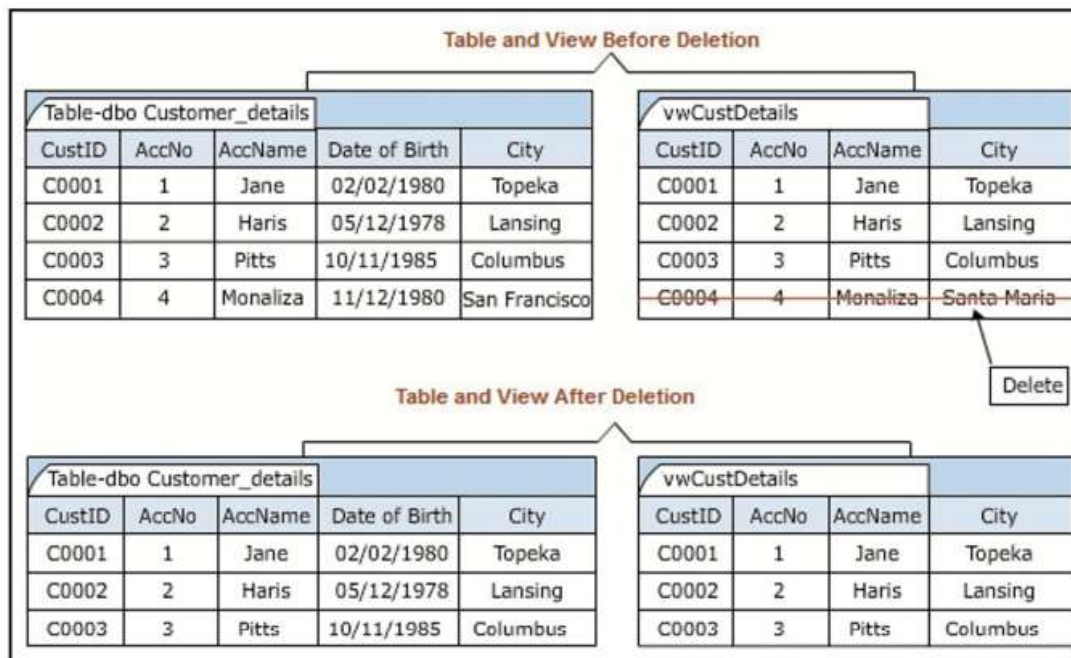 Table and View Before Deletion
Table-dbo Customer_details
CustID AccNo AccName Date of Birth City
C0001 1 Jane 02/02/1980 Topeka
C0002 2 Haris 05/12/1978 Lansing
C0003 3 Pitts 10/11/1985 Columbus
C0004 4 Monaliza 11/12/1980 San Francisco
vwCustDetails
CustID AccNo AccName City
C0001 1 Jane Topeka
C0002 2 Haris Lansing
C0003 3 Pitts Columbus
C0004 4 Monaliza Santa Maria
Delete
Table and View After Deletion
Table-dbo Customer_details
CustID AccNo AccName Date of Birth City
C0001 1 Jane 02/02/1980 Topeka
C0002 2 Haris 05/12/1978 Lansing
C0003 3 Pitts 10/11/1985 Columbus
vwCustDetails
CustID AccNo AccName City
C0001 1 Jane Topeka
C0002 2 Haris Lansing
C0003 3 Pitts Columbus